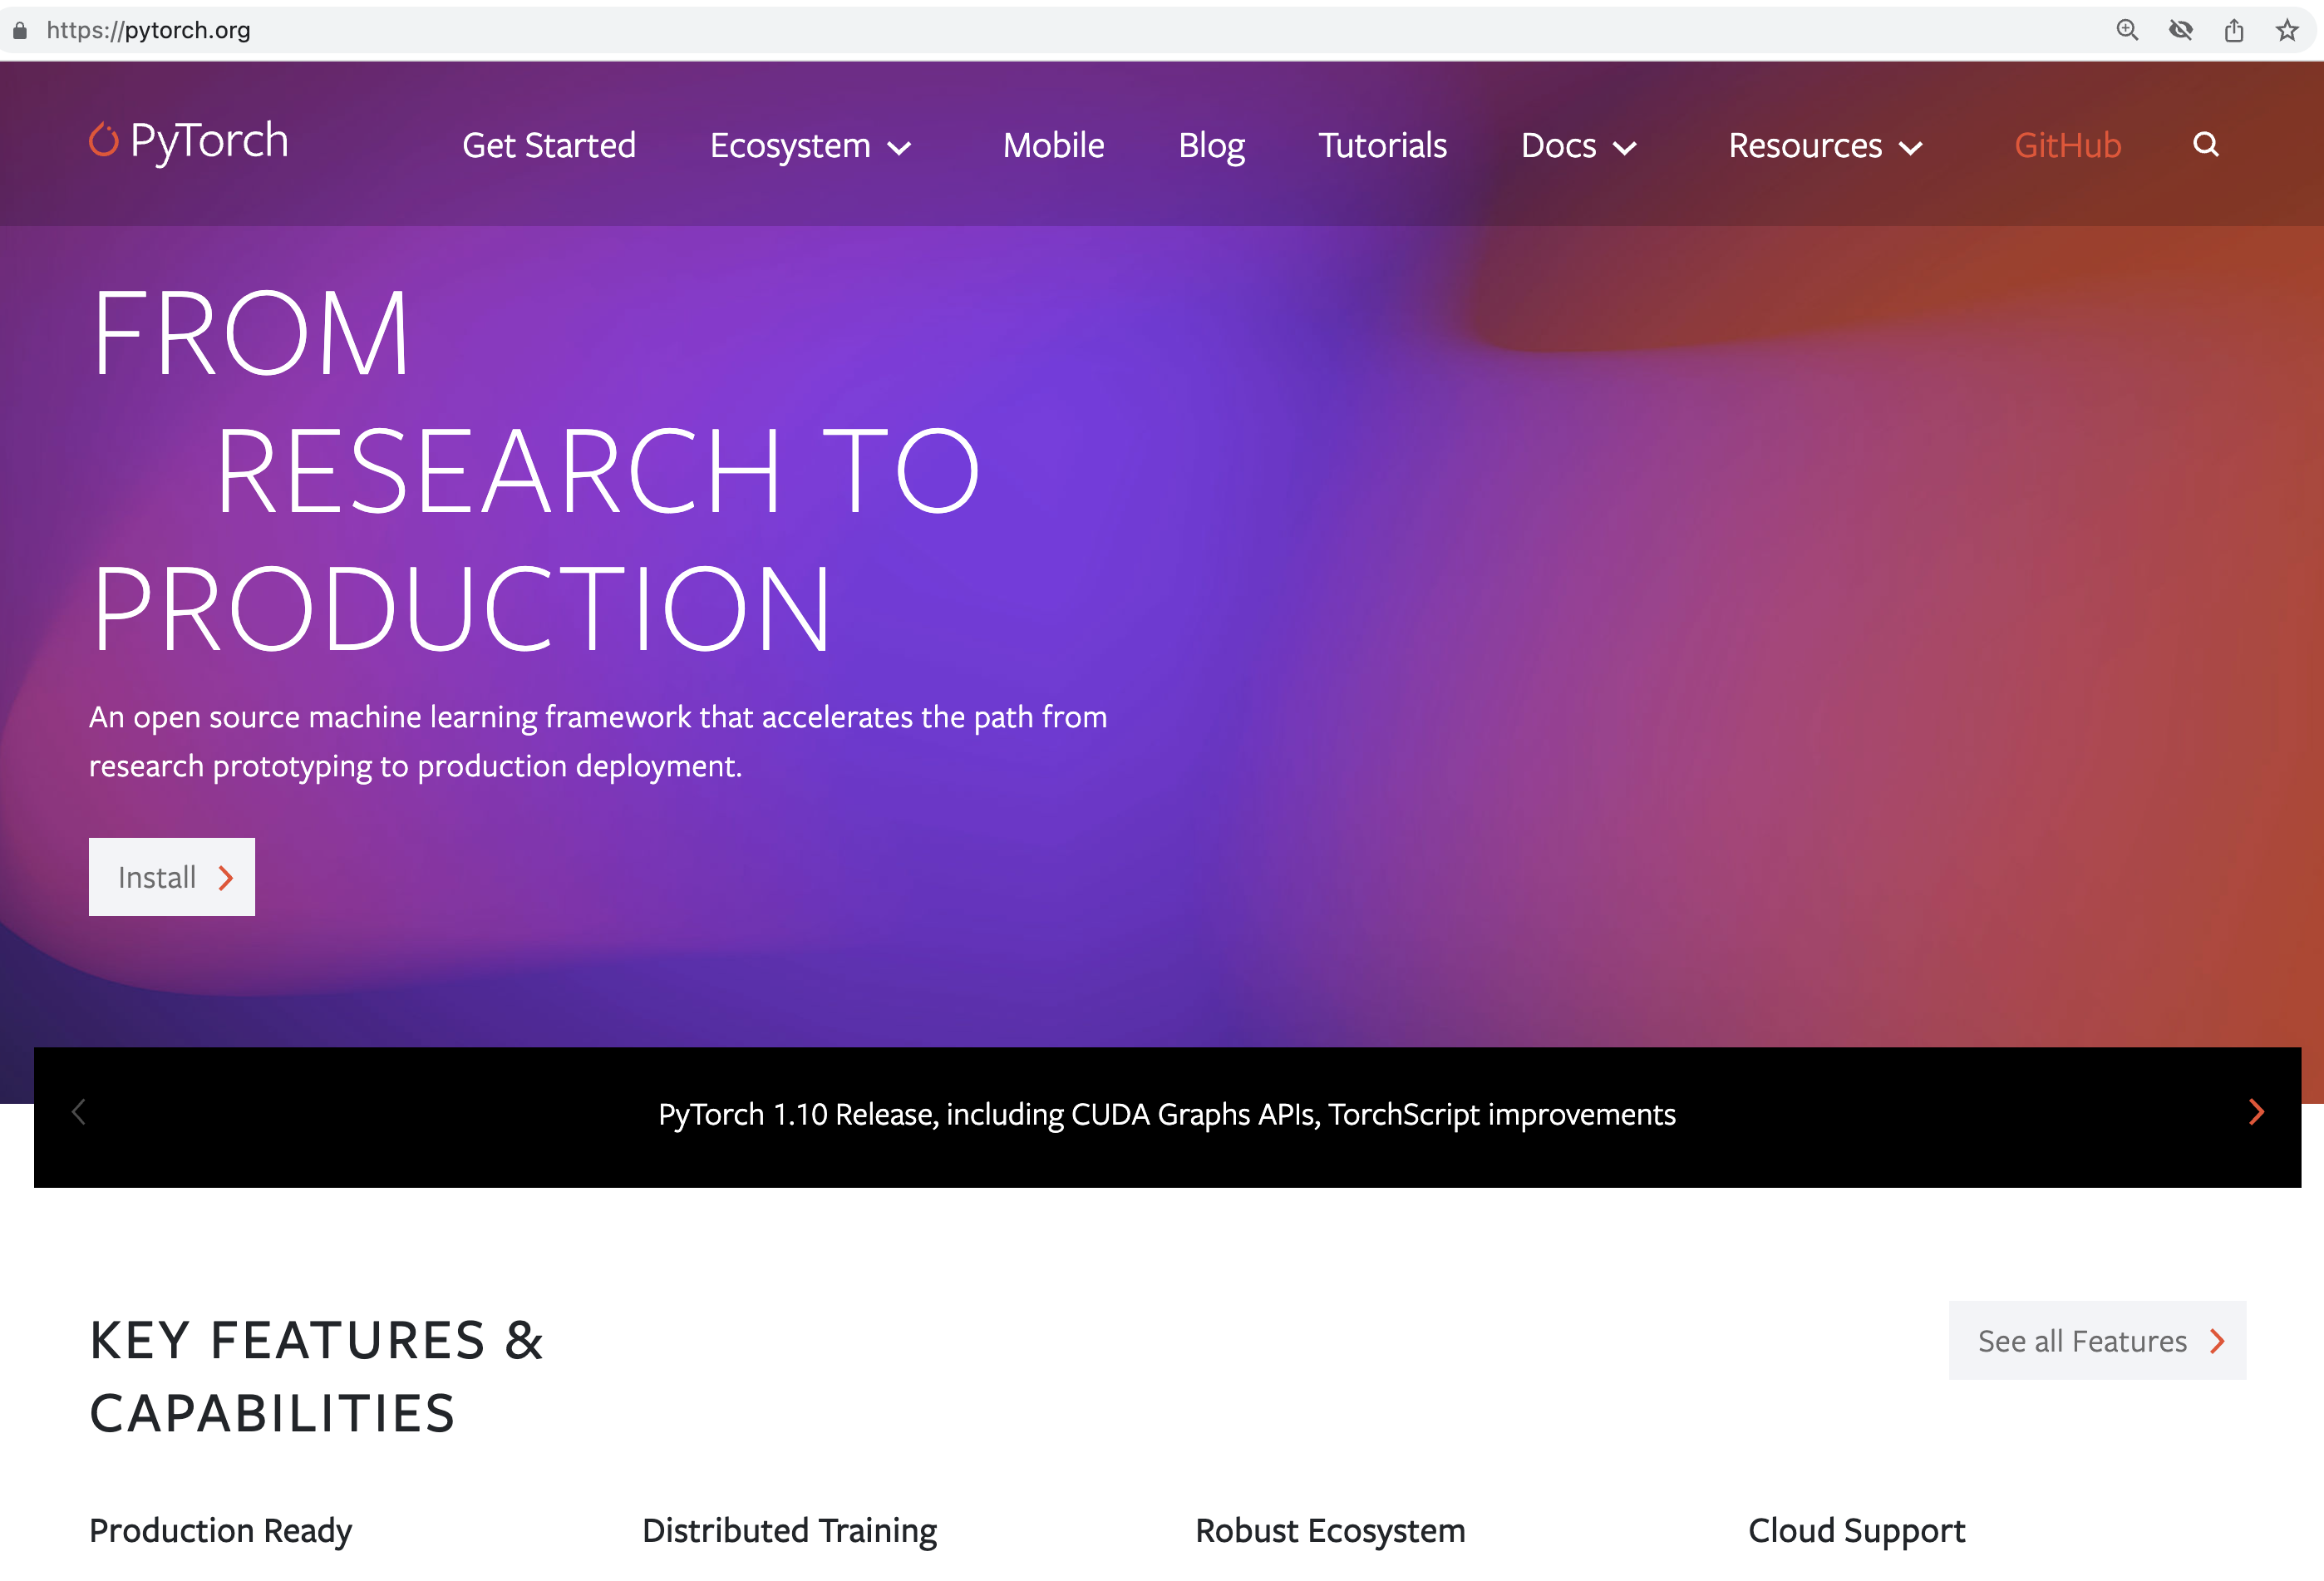 https://pytorch.org
PyTorch Get Started Ecosystem Mobile Blog Tutorials Docs Resources GitHub
FROM
RESEARCH TO
PRODUCTION
An open source machine learning framework that accelerates the path from
research prototyping to production deployment.
Install
PyTorch 1.10 Release, including CUDA Graphs APIs, TorchScript improvements
KEY FEATURES &
CAPABILITIES
See all Features
Production Ready Distributed Training Robust Ecosystem Cloud Support